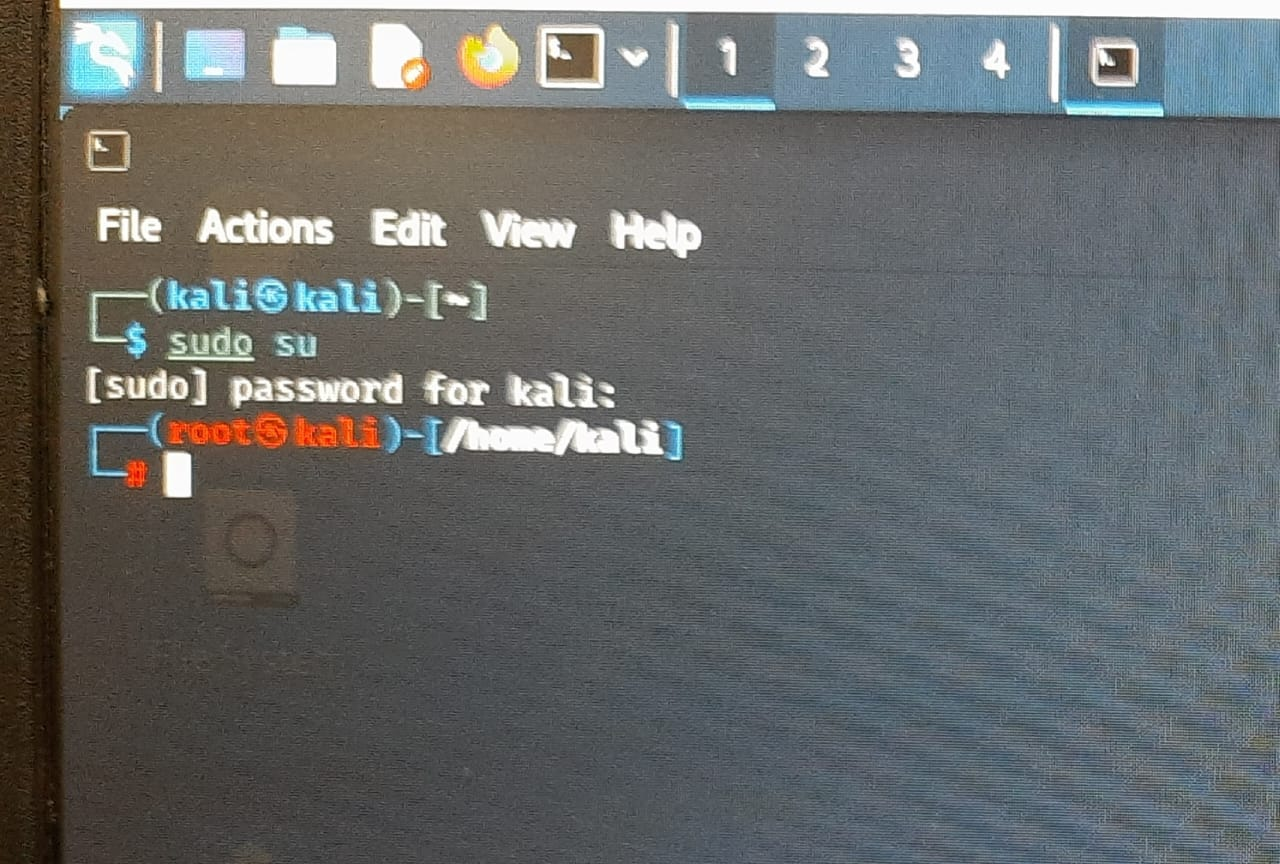 1 2 3 4
File Actions Edit View Help
┌──(kali㉿kali)-[~]
└─$ sudo su
[sudo] password for kali:
┌──(root㉿kali)-[/home/kali]
└─#